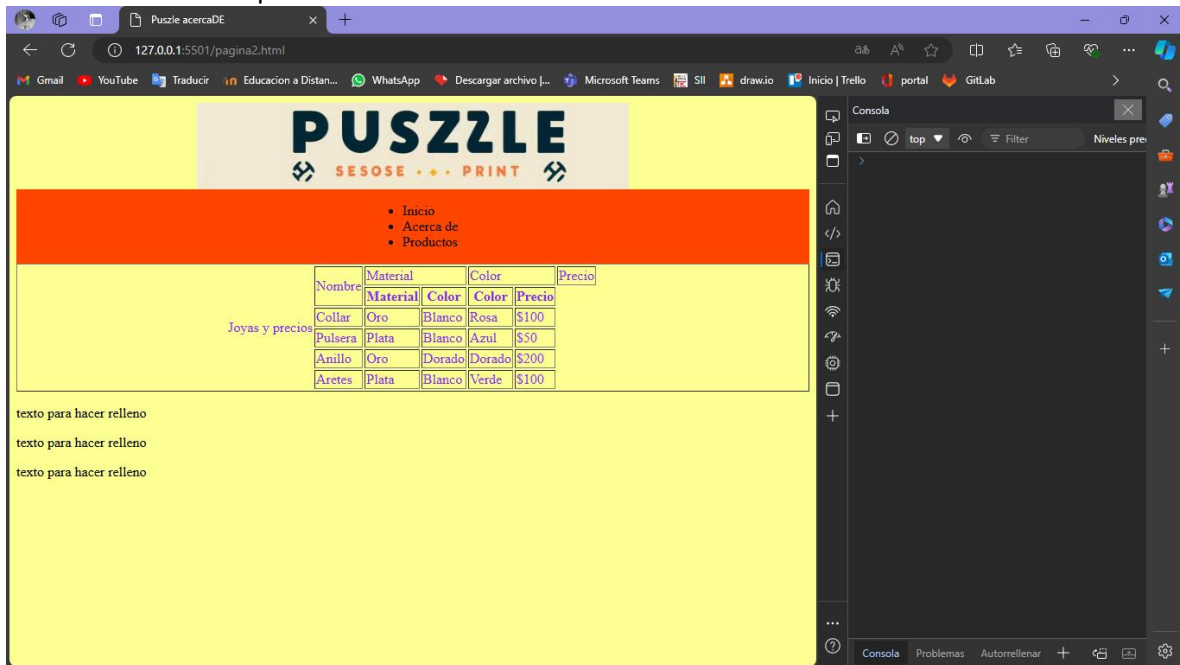 Puszle acercaDE
127.0.0.1:5501/pagina2.html
Gmail YouTube Traducir Educacion a Distan... WhatsApp Descargar archivo |... Microsoft Teams SII draw.io Inicio | Trello portal GitLab
PUSZZLE
SESOSE PRINT
Inicio
Acerca de
Productos
Joyas y precios
Nombre Material Color Precio
Material Color Color Precio
Collar Oro Blanco Rosa $100
Pulsera Plata Blanco Azul $50
Anillo Oro Dorado Dorado $200
Aretes Plata Blanco Verde $100
texto para hacer relleno
texto para hacer relleno
texto para hacer relleno
Consola
top Filter Niveles pre
Consola Problemas Autorrellenar